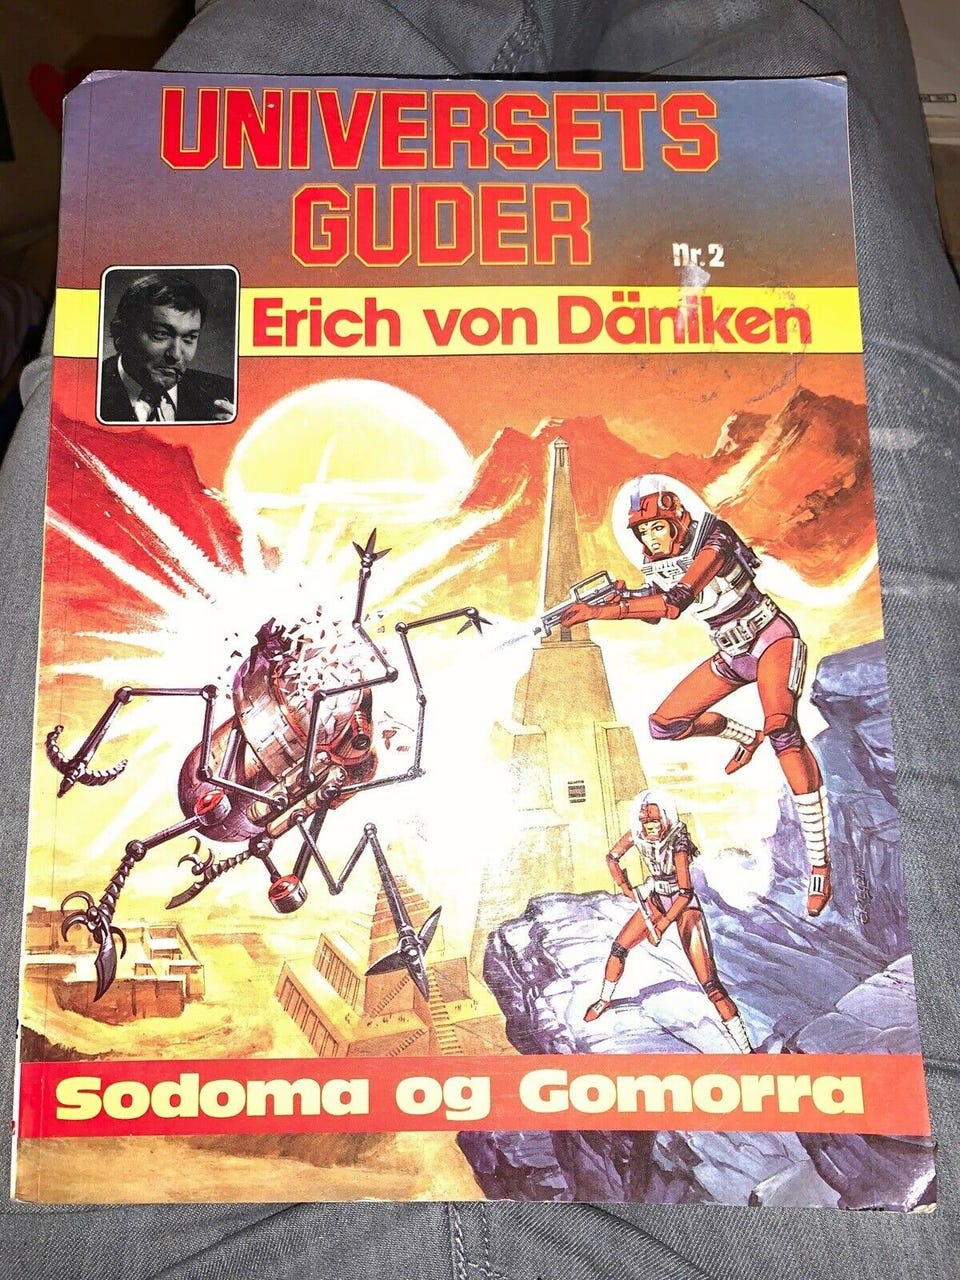 UNIVERSETS
GUDER
Nr. 2
Erich von Däniken
Sodoma og Gomorra